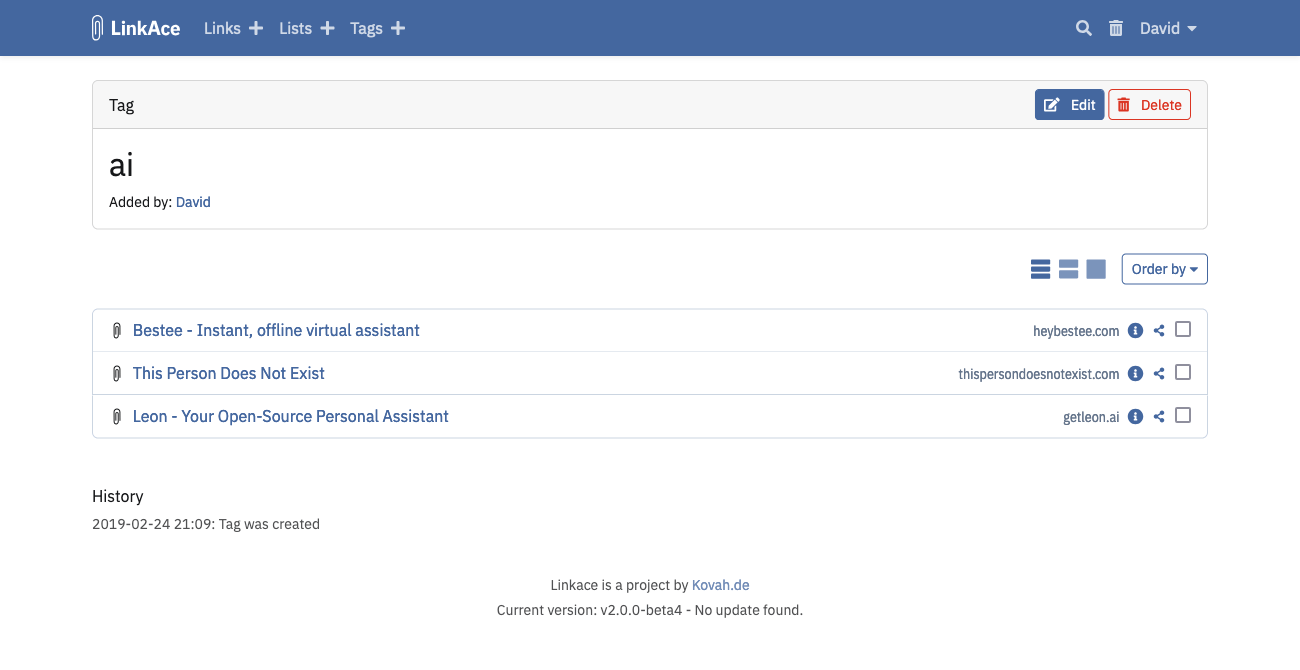 LinkAce Links Lists Tags David
Tag Edit Delete
ai
Added by: David
Order by
Bestee - Instant, offline virtual assistant heybestee.com
This Person Does Not Exist thispersondoesnotexist.com
Leon - Your Open-Source Personal Assistant getleon.ai
History
2019-02-24 21:09: Tag was created
Linkace is a project by Kovah.de
Current version: v2.0.0-beta4 - No update found.